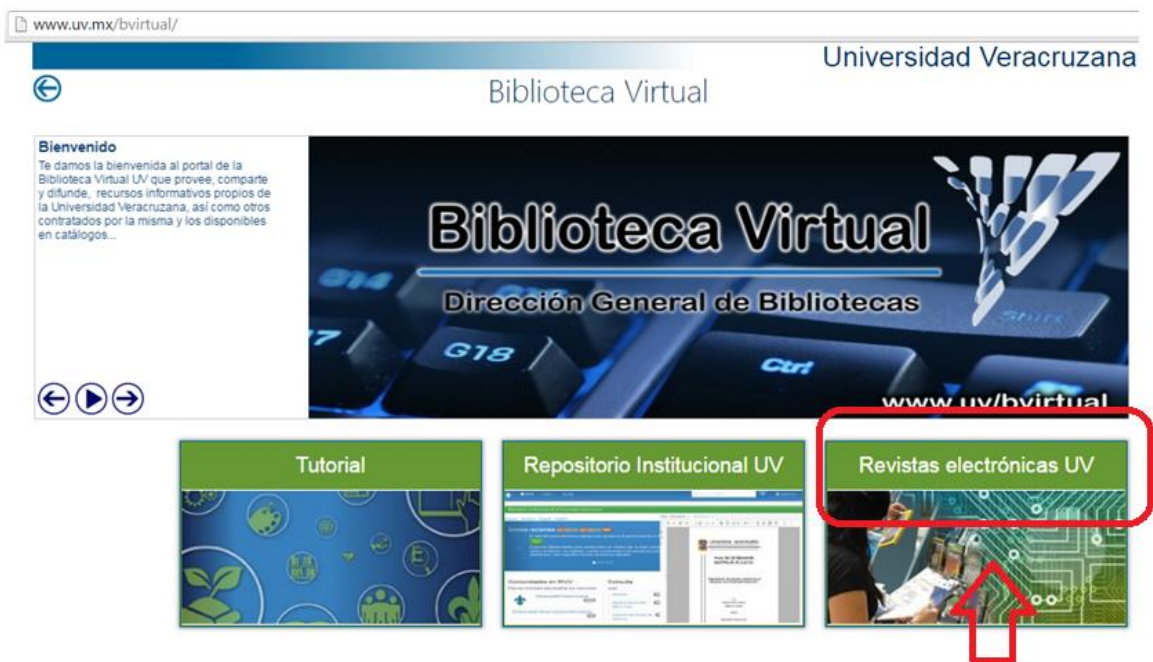 www.uv.mx/bvirtual/
Universidad Veracruzana
Biblioteca Virtual
Bienvenido
Te damos la bienvenida al portal de la
Biblioteca Virtual UV que provee, comparte
y difunde, recursos informativos propios de
la Universidad Veracruzana, así como otros
contratados por la misma y los disponibles
en catálogos...
Biblioteca Virtual
Dirección General de Bibliotecas
G14
G18
Ctrl
Shift
www.uv/bvirtual
Tutorial
Repositorio Institucional UV
Revistas electrónicas UV
Consulta